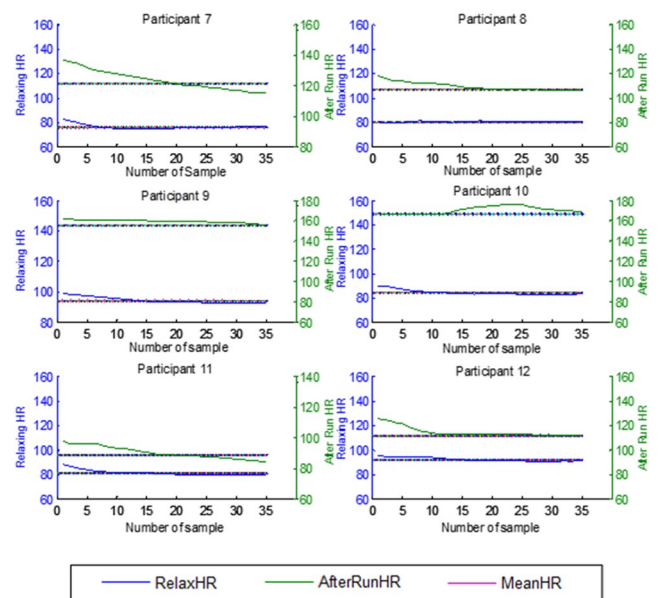 Participant 7
Relaxing HR
160
140
120
100
80
60
0 5 10 15 20 25 30 35
Number of Sample
160
140
120
100
80
After Run HR
Participant 8
Relaxing HR
160
140
120
100
80
60
0 5 10 15 20 25 30 35
Number of sample
160
140
120
100
80
60
After Run HR
Participant 9
Relaxing HR
160
140
120
100
80
0 5 10 15 20 25 30 35
Number of sample
180
160
140
120
100
80
60
After Run HR
Participant 10
Relaxing HR
160
140
120
100
80
60
0 5 10 15 20 25 30 35
Number of sample
180
160
140
120
100
80
60
After Run HR
Participant 11
Relaxing HR
160
140
120
100
80
60
0 5 10 15 20 25 30 35
Number of sample
140
120
100
80
60
After Run HR
Participant 12
Relaxing HR
160
140
120
100
80
60
0 5 10 15 20 25 30 35
Number of sample
160
140
120
100
80
60
After Run HR
RelaxHR AfterRunHR MeanHR